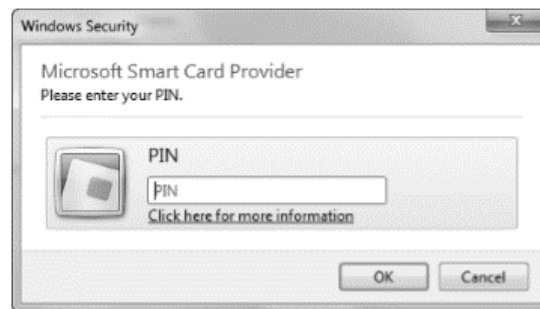 Windows Security
Microsoft Smart Card Provider
Please enter your PIN.
PIN
PIN
Click here for more information
OK
Cancel